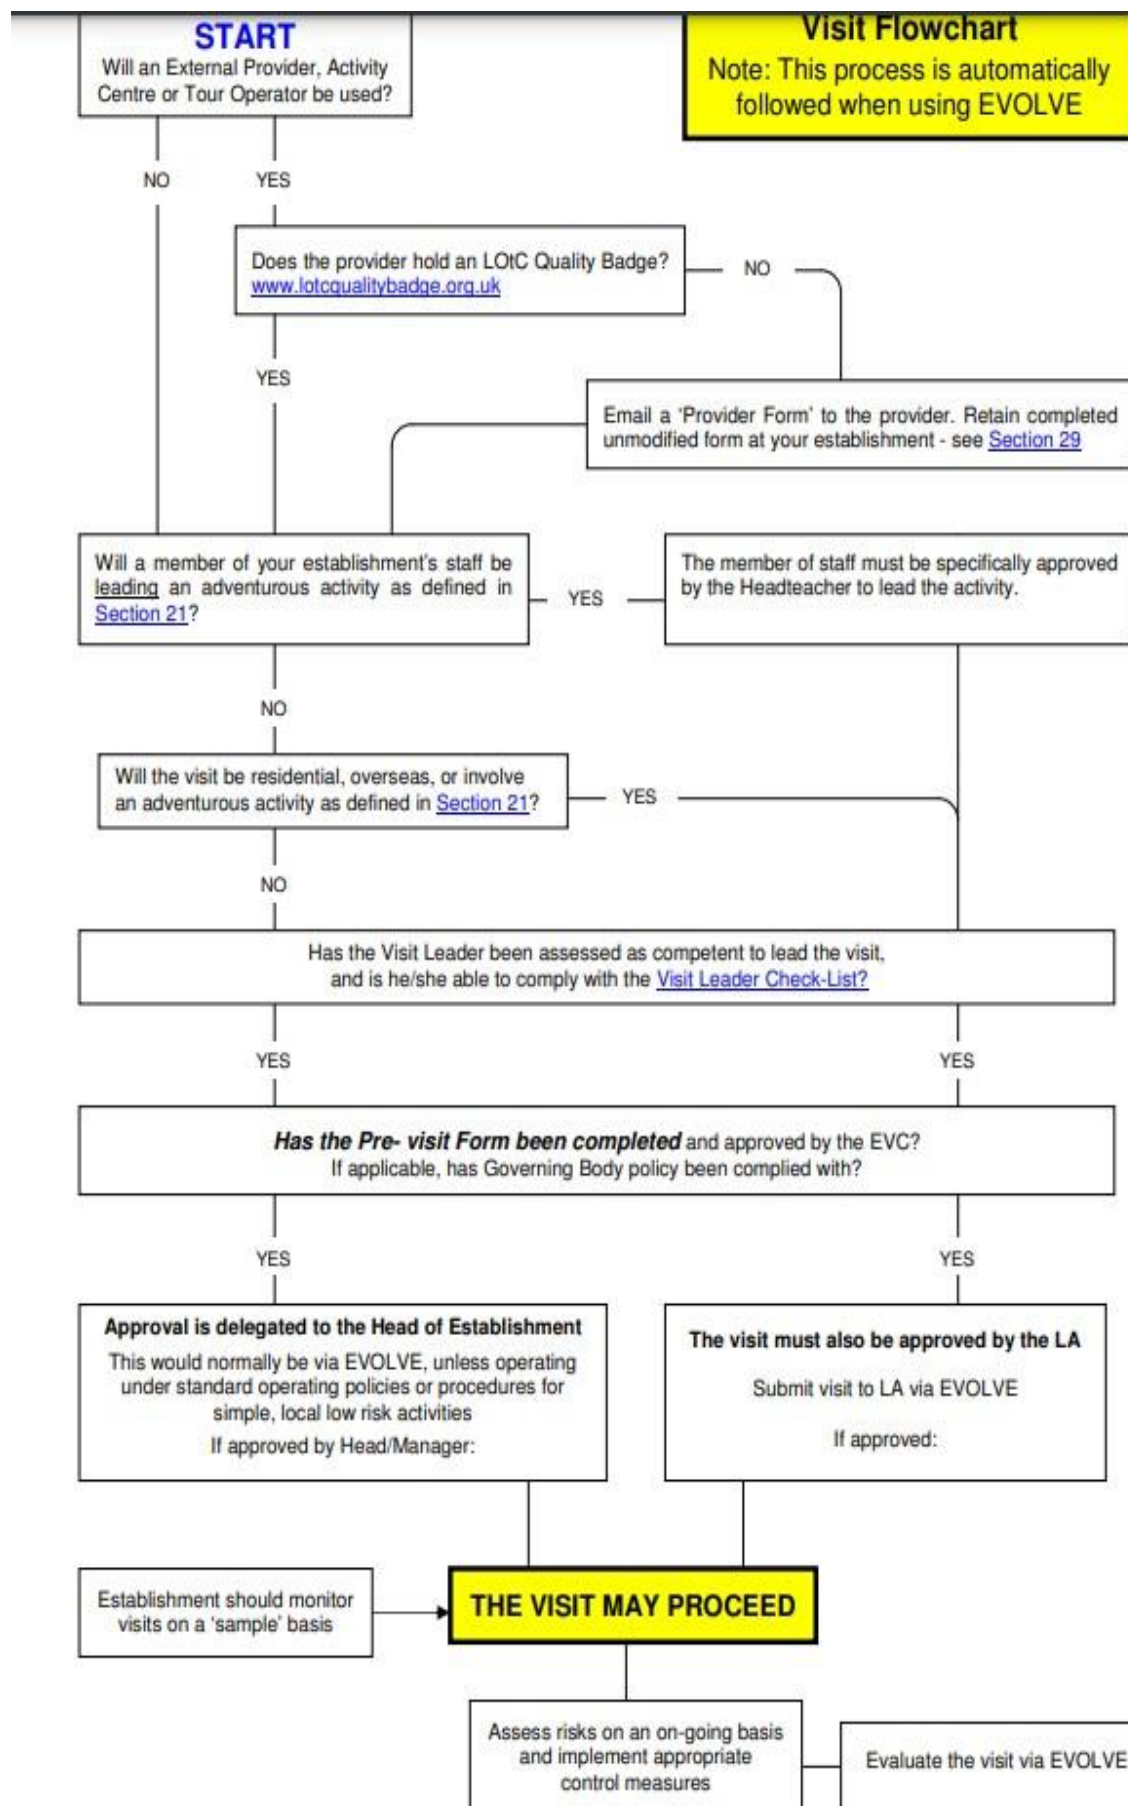 START
Will an External Provider, Activity
Centre or Tour Operator be used?
Visit Flowchart
Note: This process is automatically
followed when using EVOLVE
NO
YES
Does the provider hold an LOtC Quality Badge?
www.lotcqualitybadge.org.uk
NO
YES
Email a ‘Provider Form’ to the provider. Retain completed
unmodified form at your establishment - see Section 29
Will a member of your establishment's staff be
leading an adventurous activity as defined in
Section 21?
YES
The member of staff must be specifically approved
by the Headteacher to lead the activity.
NO
Will the visit be residential, overseas, or involve
an adventurous activity as defined in Section 21?
YES
NO
Has the Visit Leader been assessed as competent to lead the visit,
and is he/she able to comply with the Visit Leader Check-List?
YES
YES
Has the Pre- visit Form been completed and approved by the EVC?
If applicable, has Governing Body policy been complied with?
YES
YES
Approval is delegated to the Head of Establishment
This would normally be via EVOLVE, unless operating
under standard operating policies or procedures for
simple, local low risk activities
If approved by Head/Manager:
The visit must also be approved by the LA
Submit visit to LA via EVOLVE
If approved:
Establishment should monitor
visits on a ‘sample’ basis
THE VISIT MAY PROCEED
Assess risks on an on-going basis
and implement appropriate
control measures
Evaluate the visit via EVOLVE